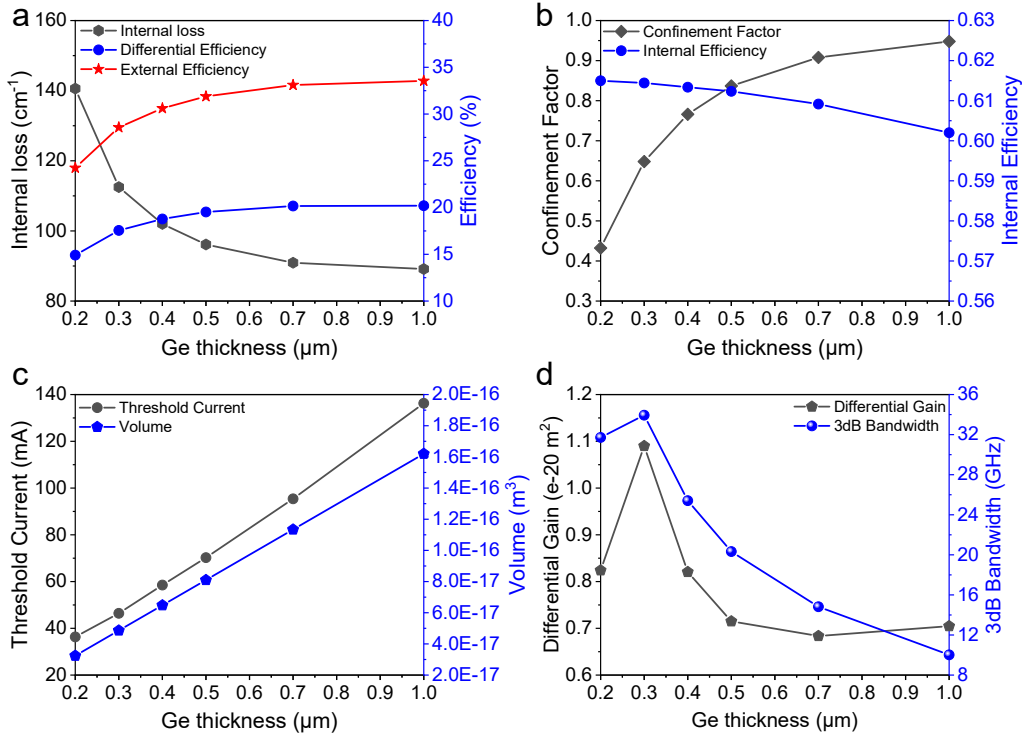 a
Internal loss
Differential Efficiency
External Efficiency
Internal loss (cm⁻¹)
160
140
120
100
80
Efficiency (%)
40
35
30
25
20
15
10
0.2 0.3 0.4 0.5 0.6 0.7 0.8 0.9 1.0
Ge thickness (μm)
b
Confinement Factor
Internal Efficiency
Confinement Factor
1.0
0.9
0.8
0.7
0.6
0.5
0.4
0.3
Internal Efficiency
0.63
0.62
0.61
0.60
0.59
0.58
0.57
0.56
0.2 0.3 0.4 0.5 0.6 0.7 0.8 0.9 1.0
Ge thickness (μm)
c
Threshold Current
Volume
Threshold Current (mA)
140
120
100
80
60
40
20
Volume (m³)
2.0E-16
1.8E-16
1.6E-16
1.4E-16
1.2E-16
1.0E-16
8.0E-17
6.0E-17
4.0E-17
2.0E-17
0.2 0.3 0.4 0.5 0.6 0.7 0.8 0.9 1.0
Ge thickness (μm)
d
Differential Gain
3dB Bandwidth
Differential Gain (e-20 m²)
1.2
1.1
1.0
0.9
0.8
0.7
0.6
3dB Bandwidth (GHz)
36
32
28
24
20
16
12
8
0.2 0.3 0.4 0.5 0.6 0.7 0.8 0.9 1.0
Ge thickness (μm)